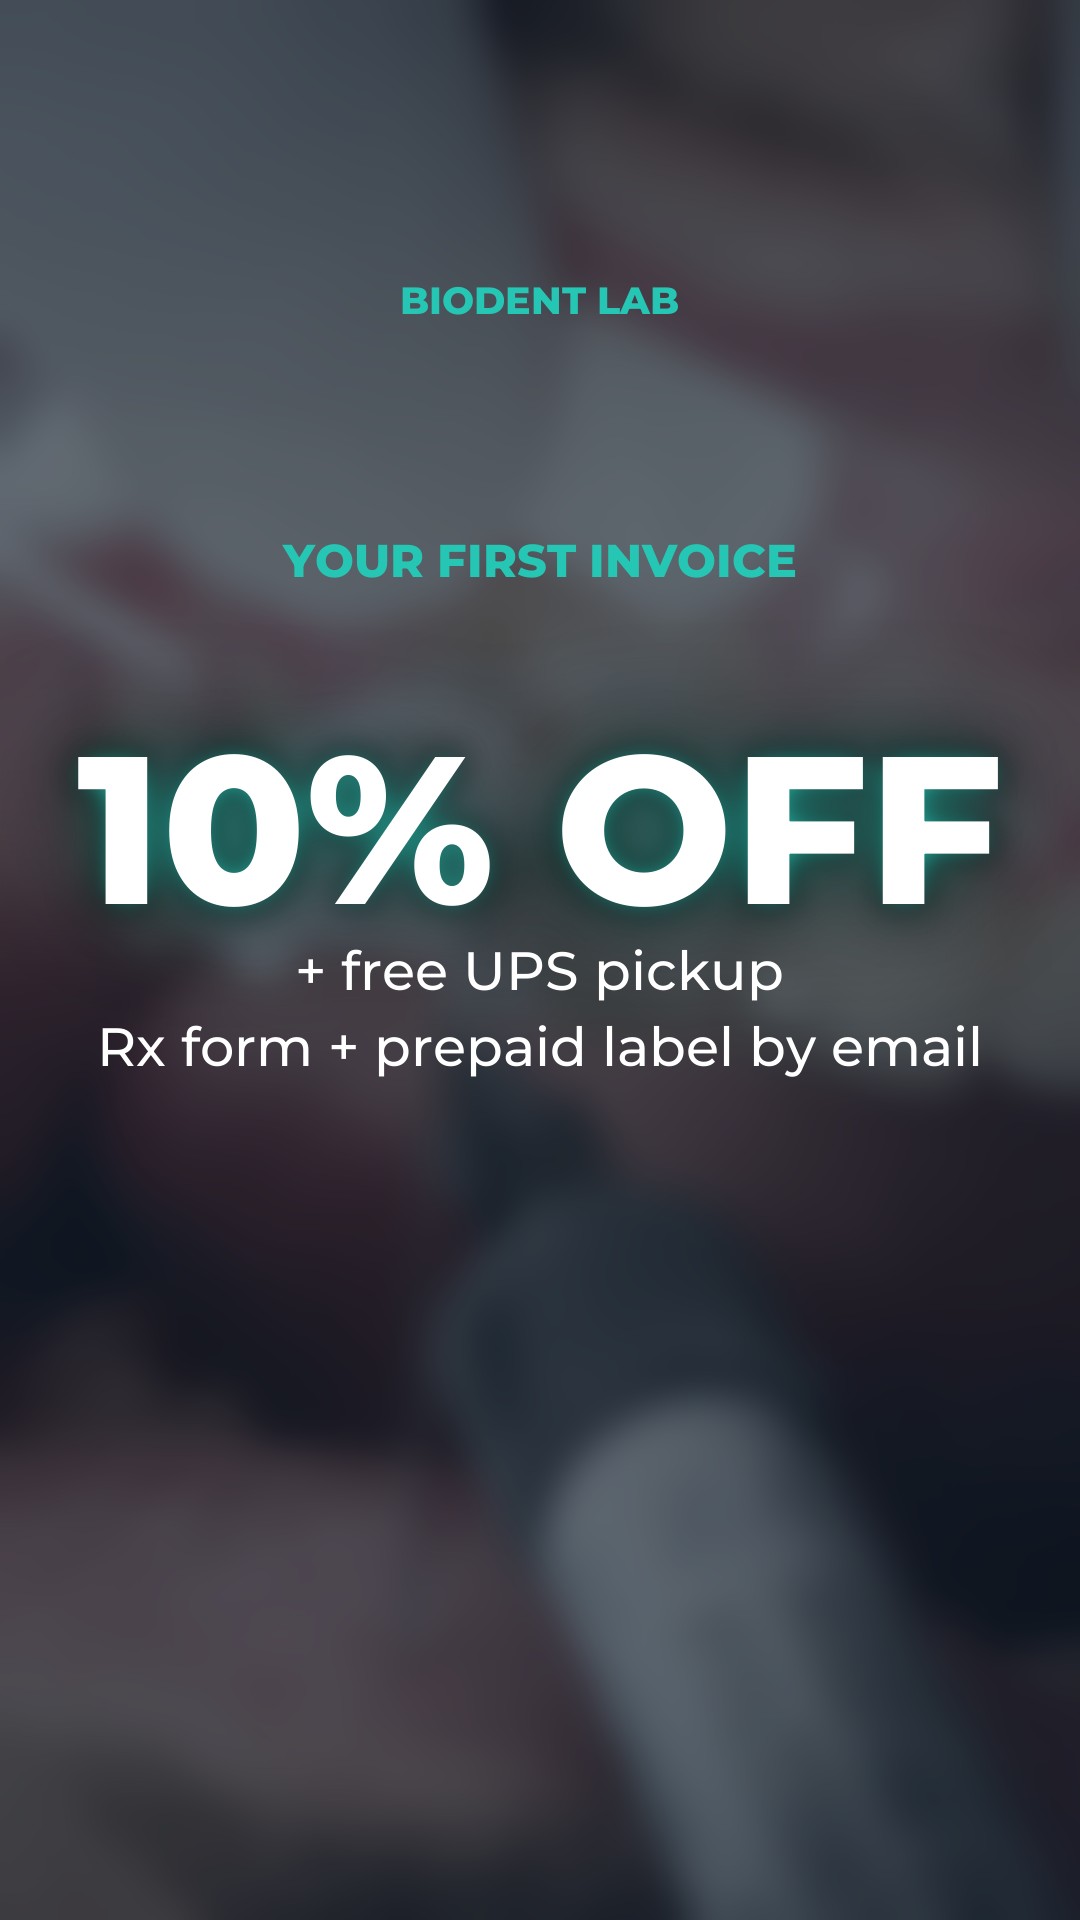 BIODENT LAB
YOUR FIRST INVOICE
10% OFF
+ free UPS pickup
Rx form + prepaid label by email